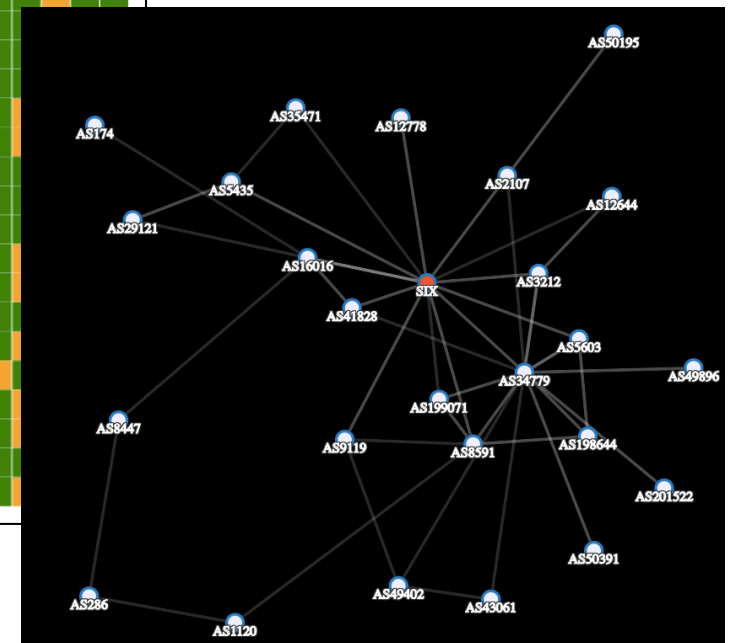 AS50195
AS35471
AS12778
AS174
AS2107
AS5435
AS12644
AS29121
AS16016
AS3212
SIX
AS41828
AS5603
AS34779
AS49896
AS199071
AS8447
AS9119
AS8591
AS198644
AS201522
AS50391
AS49402
AS286
AS43061
AS1120